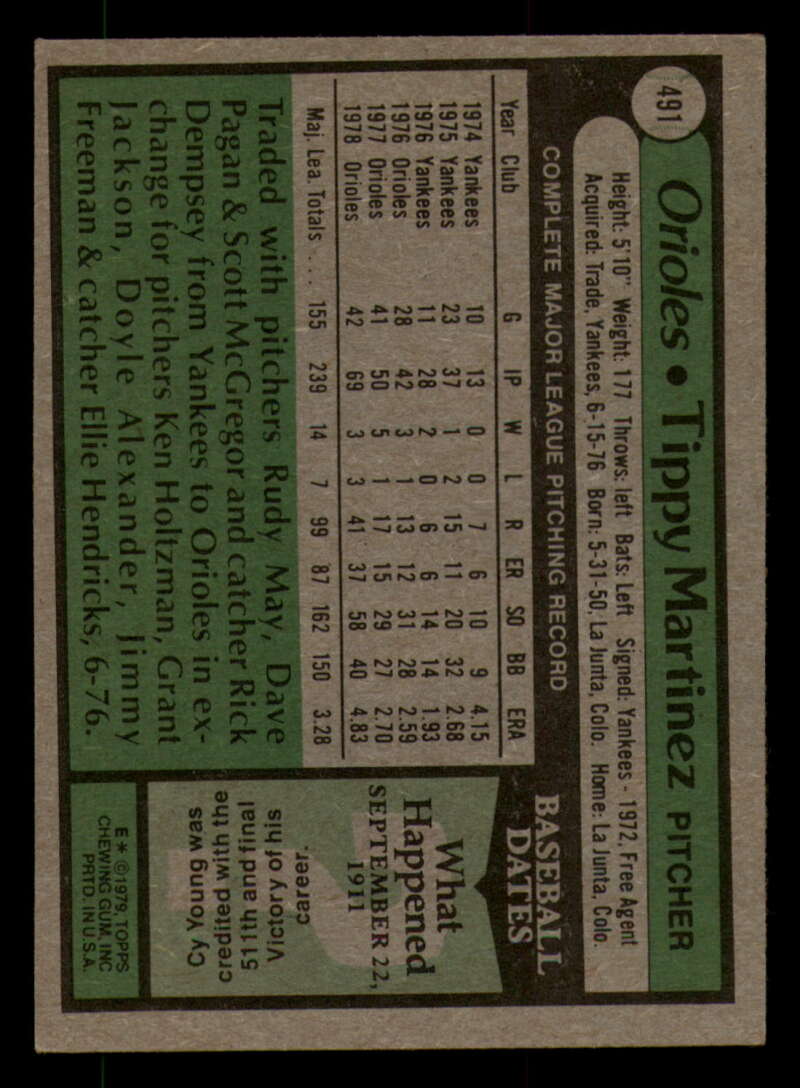 491
Orioles • Tippy Martinez PITCHER
Height: 5'10" Weight: 177 Throws: left Bats: Left Signed: Yankees - 1972, Free Agent
Acquired: Trade, Yankees, 6-15-76 Born: 5-31-50, La Junta, Colo. Home: La Junta, Colo.
COMPLETE MAJOR LEAGUE PITCHING RECORD
Year Club G IP W L R ER SO BB ERA
1974 Yankees 10 13 0 0 7 6 10 9 4.15
1975 Yankees 23 37 1 2 15 11 20 32 2.68
1976 Yankees 11 28 2 0 6 6 14 14 1.93
1976 Orioles 28 42 3 1 13 12 31 28 2.59
1977 Orioles 41 50 5 1 17 15 29 27 2.70
1978 Orioles 42 69 3 3 41 37 58 40 4.83
Maj. Lea. Totals . . . 155 239 14 7 99 87 162 150 3.28
Traded with pitchers Rudy May, Dave
Pagan & Scott McGregor and catcher Rick
Dempsey from Yankees to Orioles in ex-
change for pitchers Ken Holtzman, Grant
Jackson, Doyle Alexander, Jimmy
Freeman & catcher Ellie Hendricks, 6-76.
BASEBALL
DATES
What
Happened
SEPTEMBER 22,
1911
Cy Young was
credited with the
511th and final
Victory of his
career.
E * ©1979, TOPPS
CHEWING GUM, INC
PRTD. IN U.S.A.